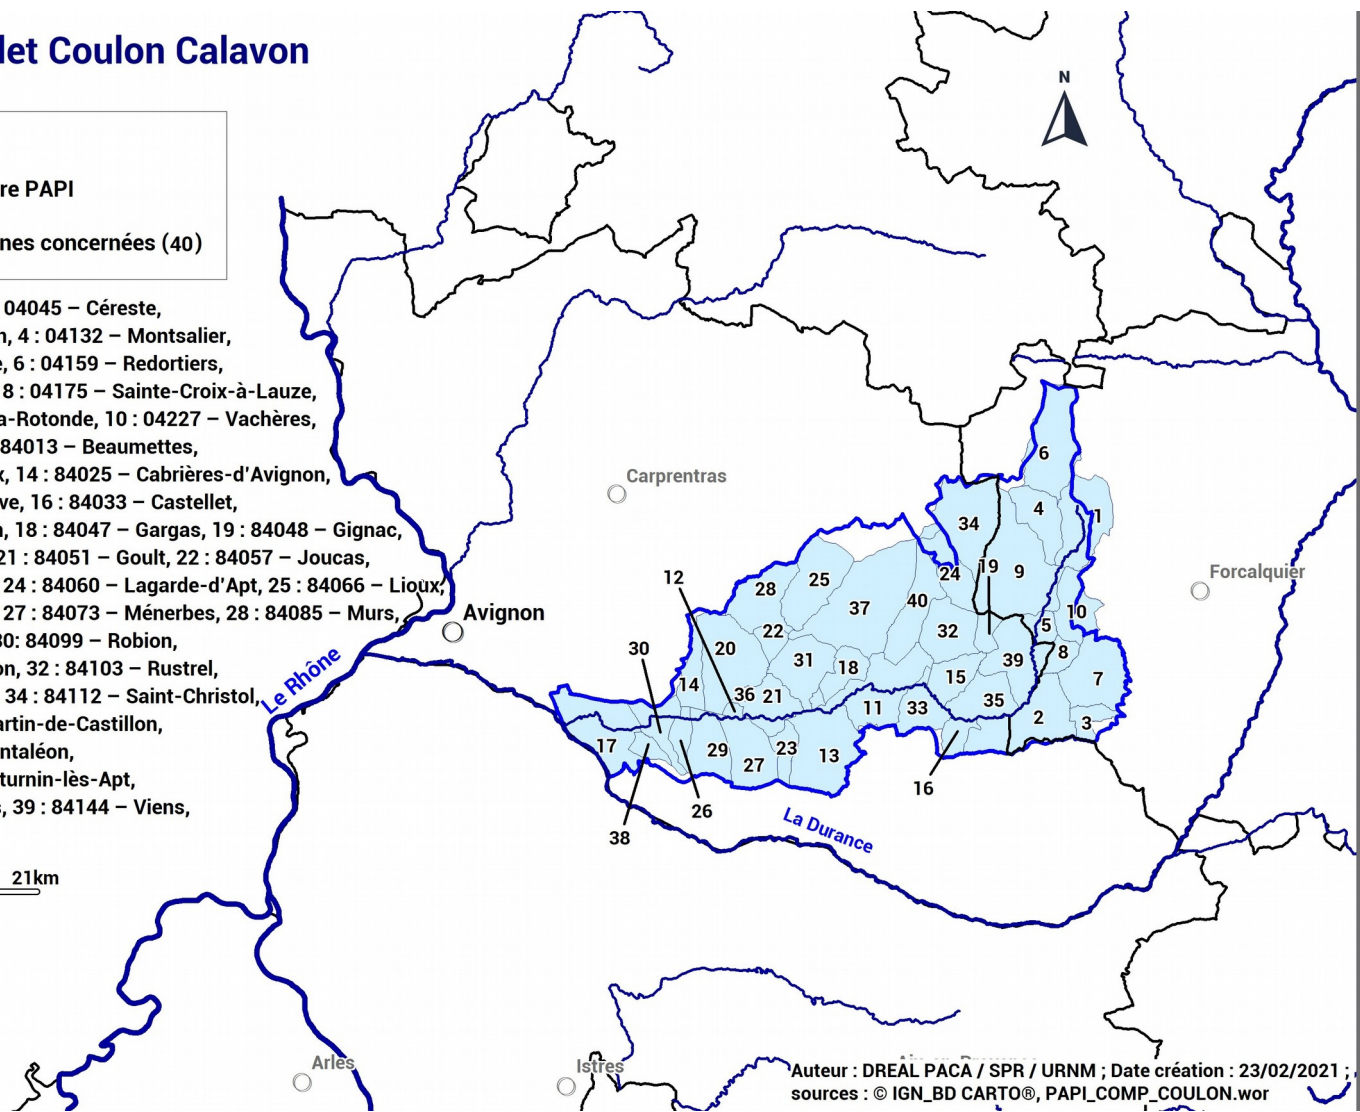 let Coulon Calavon
N
re PAPI
nes concernées (40)
04045 – Céreste,
n, 4 : 04132 – Montsalier,
e, 6 : 04159 – Redortiers,
8 : 04175 – Sainte-Croix-à-Lauze,
a-Rotonde, 10 : 04227 – Vachères,
84013 – Beaumettes,
x, 14 : 84025 – Cabrières-d'Avignon,
ve, 16 : 84033 – Castellet,
n, 18 : 84047 – Gargas, 19 : 84048 – Gignac,
21 : 84051 – Goult, 22 : 84057 – Joucas,
24 : 84060 – Lagarde-d'Apt, 25 : 84066 – Lioux,
27 : 84073 – Ménerbes, 28 : 84085 – Murs,
30: 84099 – Robion,
on, 32 : 84103 – Rustrel,
34 : 84112 – Saint-Christol,
artin-de-Castillon,
ntaléon,
turnin-lès-Apt,
s, 39 : 84144 – Viens,
21km
Carprentras
Forcalquier
Avignon
Le Rhône
La Durance
Arles
Istres
6
4
1
34
19
9
24
12
28
25
37
40
10
5
22
32
30
20
31
18
39
8
7
14
36
21
15
35
11
33
2
3
17
29
23
13
27
16
26
38
Auteur : DREAL PACA / SPR / URNM ; Date création : 23/02/2021 ;
sources : © IGN_BD CARTO®, PAPI_COMP_COULON.wor